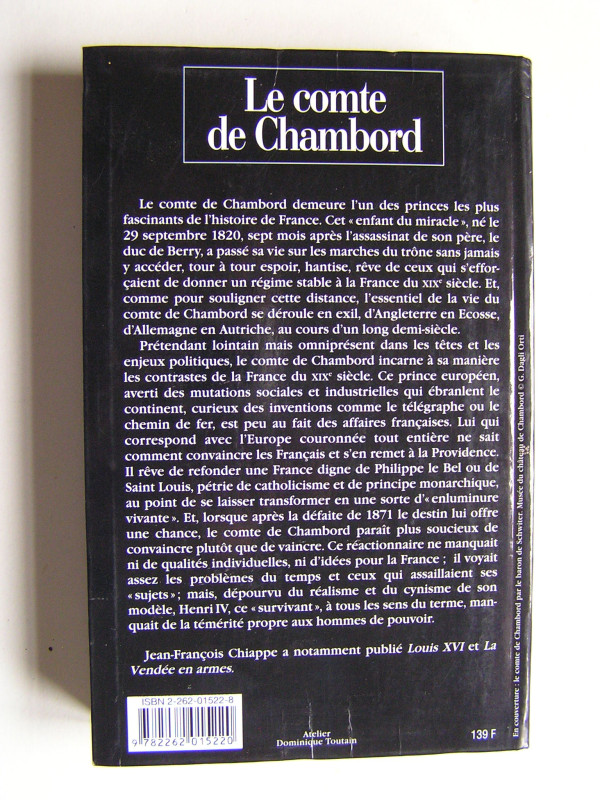 Le comte
de Chambord
Le comte de Chambord demeure l'un des princes les plus
fascinants de l'histoire de France. Cet « enfant du miracle », né le
29 septembre 1820, sept mois après l'assassinat de son père, le
duc de Berry, a passé sa vie sur les marches du trône sans jamais
y accéder, tour à tour espoir, hantise, rêve de ceux qui s'effor-
çaient de donner un régime stable à la France du XIXe siècle. Et,
comme pour souligner cette distance, l'essentiel de la vie du
comte de Chambord se déroule en exil, d'Angleterre en Ecosse,
d'Allemagne en Autriche, au cours d'un long demi-siècle.
Prétendant lointain mais omniprésent dans les têtes et les
enjeux politiques, le comte de Chambord incarne à sa manière
les contrastes de la France du XIXe siècle. Ce prince européen,
averti des mutations sociales et industrielles qui ébranlent le
continent, curieux des inventions comme le télégraphe ou le
chemin de fer, est peu au fait des affaires françaises. Lui qui
correspond avec l'Europe couronnée tout entière ne sait
comment convaincre les Français et s'en remet à la Providence.
Il rêve de refonder une France digne de Philippe le Bel ou de
Saint Louis, pétrie de catholicisme et de principe monarchique,
au point de se laisser transformer en une sorte d'« enluminure
vivante ». Et, lorsque après la défaite de 1871 le destin lui offre
une chance, le comte de Chambord paraît plus soucieux de
convaincre plutôt que de vaincre. Ce réactionnaire ne manquait
ni de qualités individuelles, ni d'idées pour la France ; il voyait
assez les problèmes du temps et ceux qui assaillaient ses
« sujets » ; mais, dépourvu du réalisme et du cynisme de son
modèle, Henri IV, ce « survivant », à tous les sens du terme, man-
quait de la témérité propre aux hommes de pouvoir.
Jean-François Chiappe a notamment publié Louis XVI et La
Vendée en armes.
ISBN 2-262-01522-8
9 782262 015220
Atelier
Dominique Toutain
139 F
En couverture : le comte de Chambord par le baron de Schwiter. Musée du château de Chambord © G. Dagli Orti